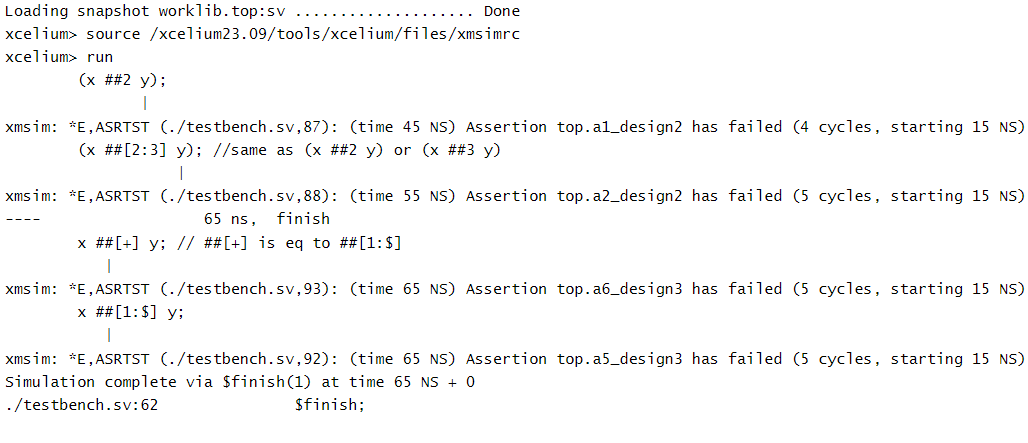 Loading snapshot worklib.top:sv .................... Done
xcelium> source /xcelium23.09/tools/xcelium/files/xmsimrc
xcelium> run
(x ##2 y);
|
xmsim: *E,ASRTST (./testbench.sv,87): (time 45 NS) Assertion top.a1_design2 has failed (4 cycles, starting 15 NS)
(x ##[2:3] y); //same as (x ##2 y) or (x ##3 y)
|
xmsim: *E,ASRTST (./testbench.sv,88): (time 55 NS) Assertion top.a2_design2 has failed (5 cycles, starting 15 NS)
---- 65 ns, finish
x ##[+] y; // ##[+] is eq to ##[1:$]
|
xmsim: *E,ASRTST (./testbench.sv,93): (time 65 NS) Assertion top.a6_design3 has failed (5 cycles, starting 15 NS)
x ##[1:$] y;
|
xmsim: *E,ASRTST (./testbench.sv,92): (time 65 NS) Assertion top.a5_design3 has failed (5 cycles, starting 15 NS)
Simulation complete via $finish(1) at time 65 NS + 0
./testbench.sv:62 $finish;